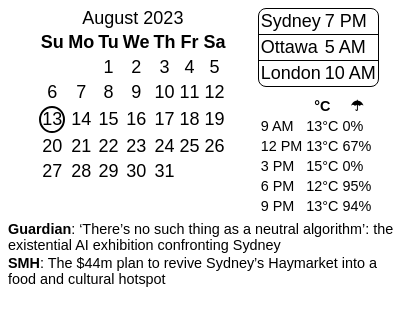 August 2023
Su Mo Tu We Th Fr Sa
1 2 3 4 5
6 7 8 9 10 11 12
13 14 15 16 17 18 19
20 21 22 23 24 25 26
27 28 29 30 31
Sydney 7 PM
Ottawa 5 AM
London 10 AM
°C ☂
9 AM 13°C 0%
12 PM 13°C 67%
3 PM 15°C 0%
6 PM 12°C 95%
9 PM 13°C 94%
Guardian: ‘There’s no such thing as a neutral algorithm’: the
existential AI exhibition confronting Sydney
SMH: The $44m plan to revive Sydney’s Haymarket into a
food and cultural hotspot